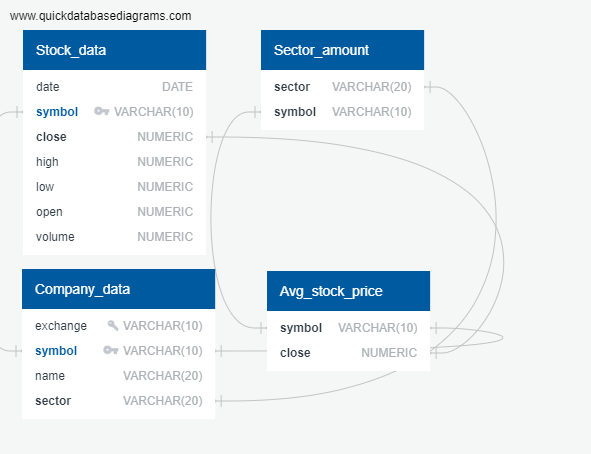 www.quickdatabasediagrams.com
Stock_data
date DATE
symbol VARCHAR(10)
close NUMERIC
high NUMERIC
low NUMERIC
open NUMERIC
volume NUMERIC
Sector_amount
sector VARCHAR(20)
symbol VARCHAR(10)
Company_data
exchange VARCHAR(10)
symbol VARCHAR(10)
name VARCHAR(20)
sector VARCHAR(20)
Avg_stock_price
symbol VARCHAR(10)
close NUMERIC